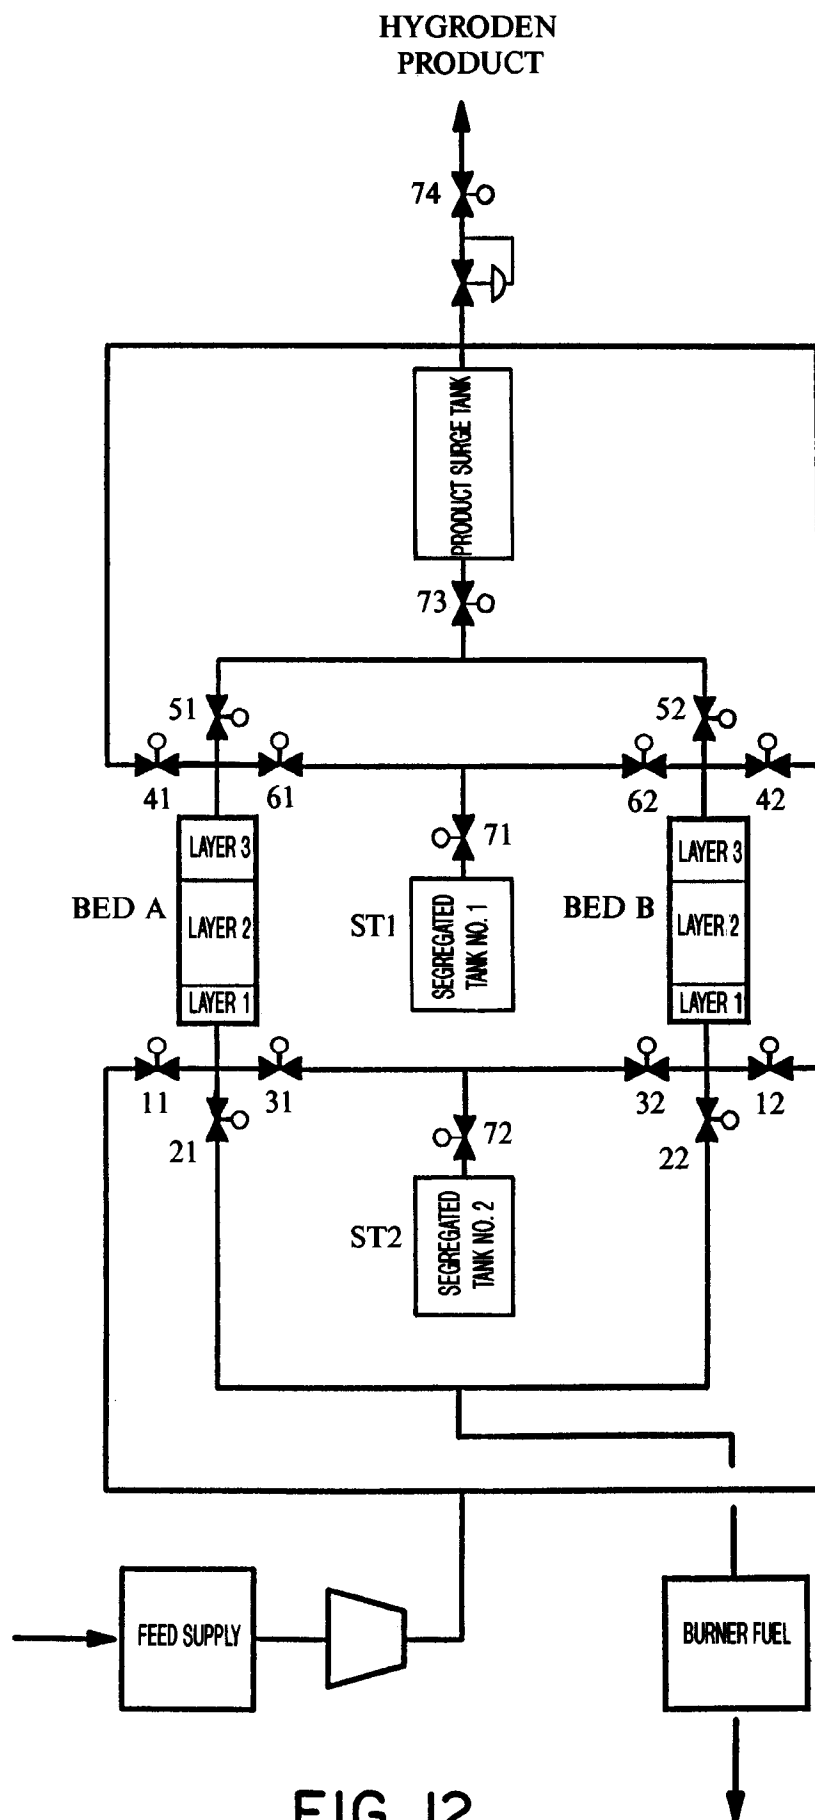 HYGRODEN
PRODUCT
74
PRODUCT SURGE TANK
73
51
52
41
61
62
42
71
LAYER 3
LAYER 3
BED A
LAYER 2
ST1
SEGREGATED
TANK NO. 1
BED B
LAYER 2
LAYER 1
LAYER 1
11
31
32
12
21
72
22
ST2
SEGREGATED
TANK NO. 2
FEED SUPPLY
BURNER FUEL
FIG. 12